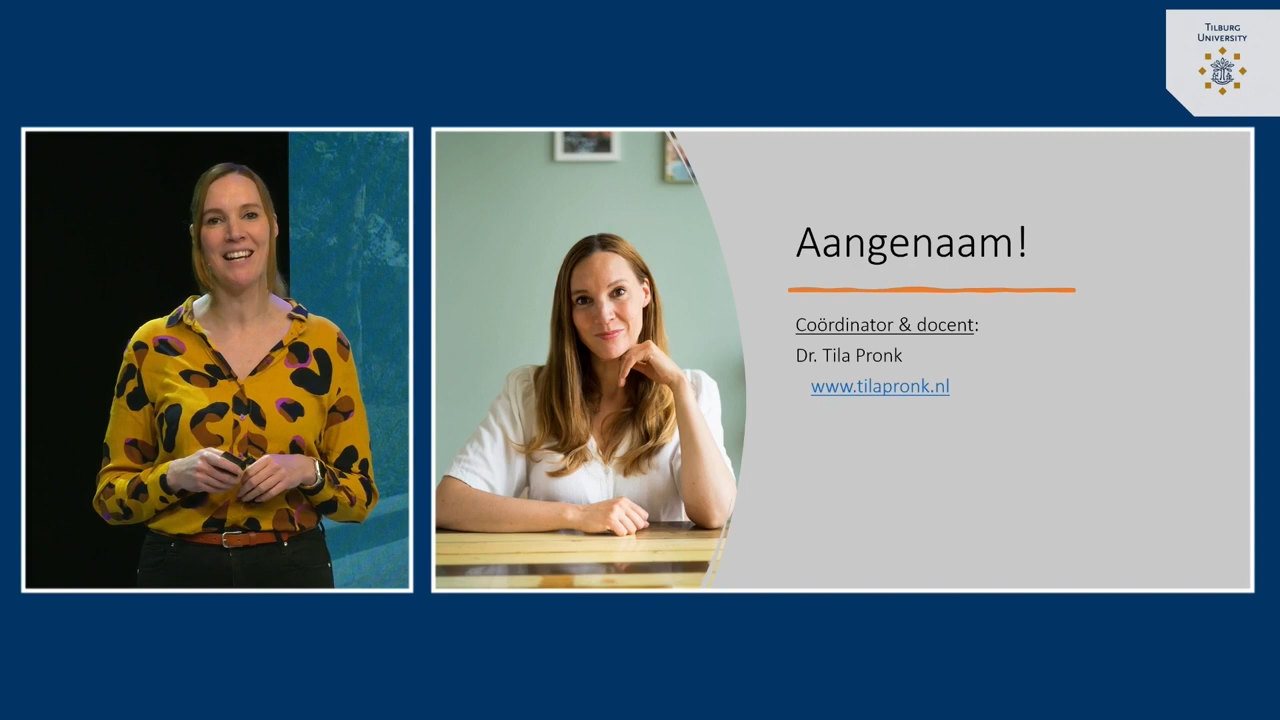 TILBURG
UNIVERSITY
Aangenaam!
Coördinator & docent:
Dr. Tila Pronk
www.tilapronk.nl